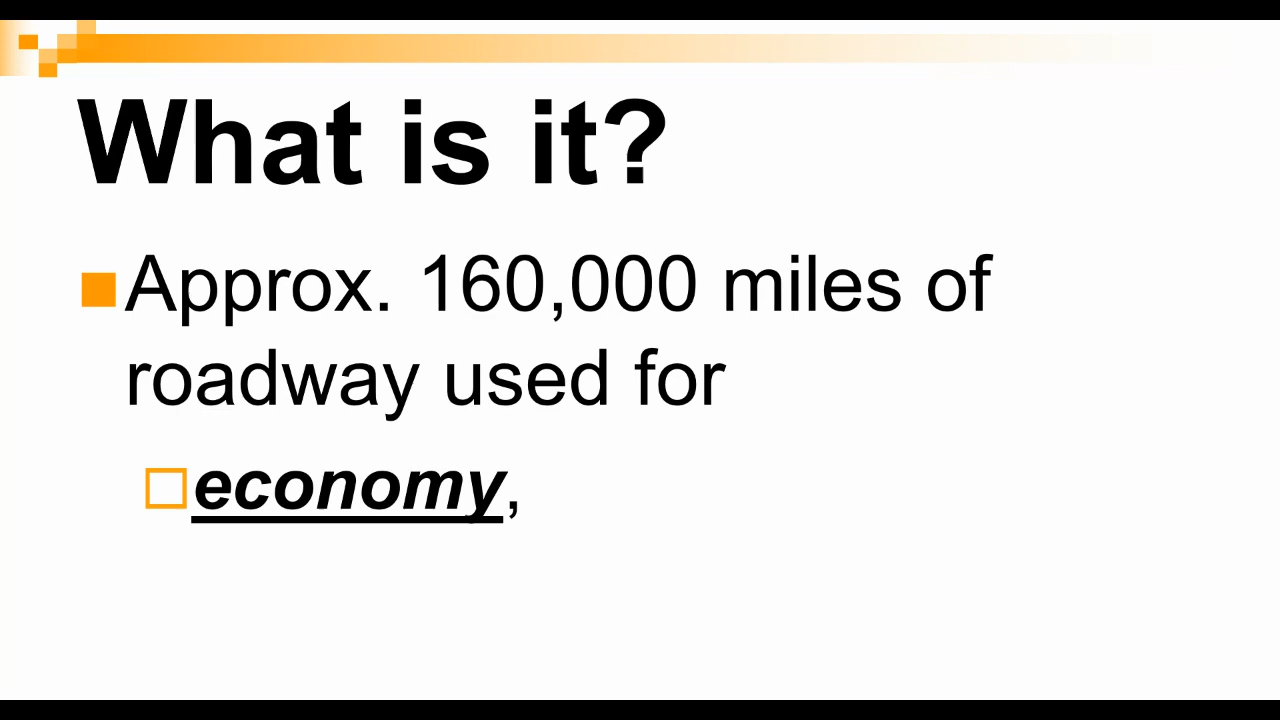 What is it?
Approx. 160,000 miles of
roadway used for
economy,